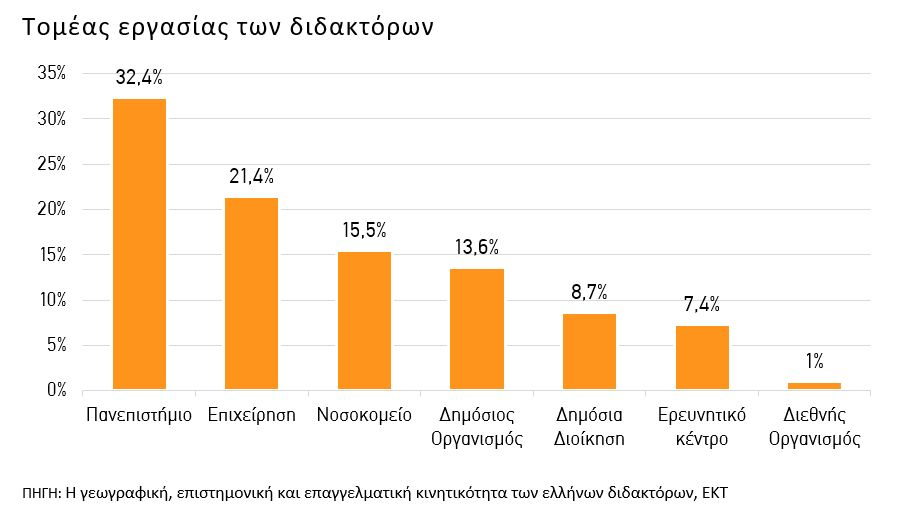 Τομέας εργασίας των διδακτόρων
35%
30%
25%
20%
15%
10%
5%
0%
32,4%
21,4%
15,5%
13,6%
8,7%
7,4%
1%
Πανεπιστήμιο
Επιχείρηση
Νοσοκομείο
Δημόσιος
Οργανισμός
Δημόσια
Διοίκηση
Ερευνητικό
κέντρο
Διεθνής
Οργανισμός
ΠΗΓΗ: Η γεωγραφική, επιστημονική και επαγγελματική κινητικότητα των ελλήνων διδακτόρων, ΕΚΤ